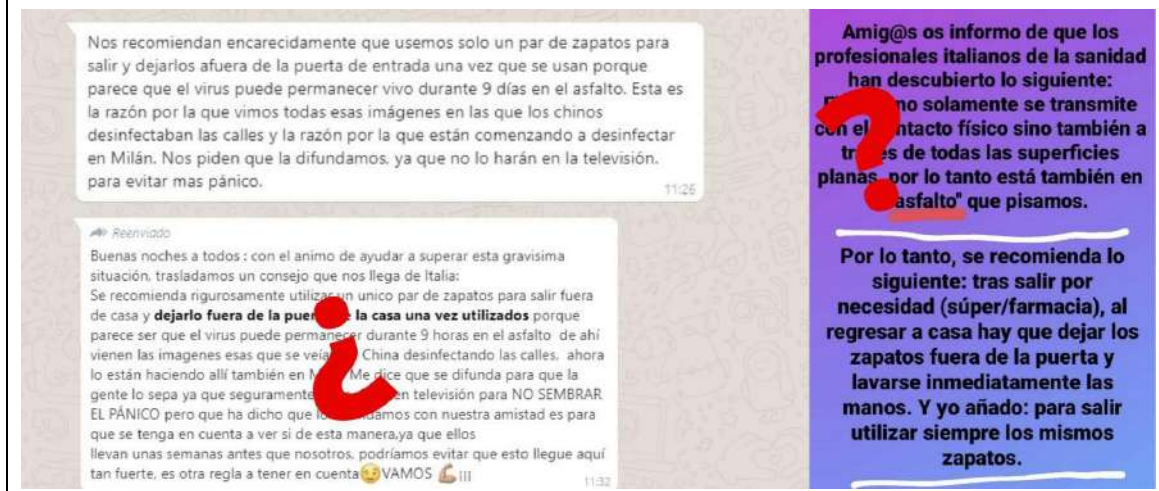 Nos recomiendan encarecidamente que usemos solo un par de zapatos para
salir y dejarlos afuera de la puerta de entrada una vez que se usan porque
parece que el virus puede permanecer vivo durante 9 días en el asfalto. Esta es
la razón por la que vimos todas esas imágenes en las que los chinos
desinfectaban las calles y la razón por la que están comenzando a desinfectar
en Milán. Nos piden que la difundamos, ya que no lo harán en la televisión,
para evitar mas pánico.
11:26
Reenviado
Buenas noches a todos : con el animo de ayudar a superar esta gravisima
situación, trasladamos un consejo que nos llega de Italia:
Se recomienda rigurosamente utilizar un unico par de zapatos para salir fuera
de casa y dejarlo fuera de la la casa una vez utilizados porque
parece ser que el virus puede permanecer durante 9 horas en el asfalto de ahí
vienen las imagenes esas que se China desinfectando las calles, ahora
lo están haciendo allí también en Me dice que se difunda para que la
gente lo sepa ya que seguramente en televisión para NO SEMBRAR
EL PÁNICO pero que ha dicho que con nuestra amistad es para
que se tenga en cuenta a ver si de esta manera,ya que ellos
llevan unas semanas antes que nosotros, podríamos evitar que esto llegue aquí
tan fuerte, es otra regla a tener en cuenta😉VAMOS 💪🏼¡¡¡
11:32
¿
Amig@s os informo de que los
profesionales italianos de la sanidad
han descubierto lo siguiente:
no solamente se transmite
con el contacto físico sino también a
través de todas las superficies
planas, por lo tanto está también en
asfalto" que pisamos.
?
Por lo tanto, se recomienda lo
siguiente: tras salir por
necesidad (súper/farmacia), al
regresar a casa hay que dejar los
zapatos fuera de la puerta y
lavarse inmediatamente las
manos. Y yo añado: para salir
utilizar siempre los mismos
zapatos.